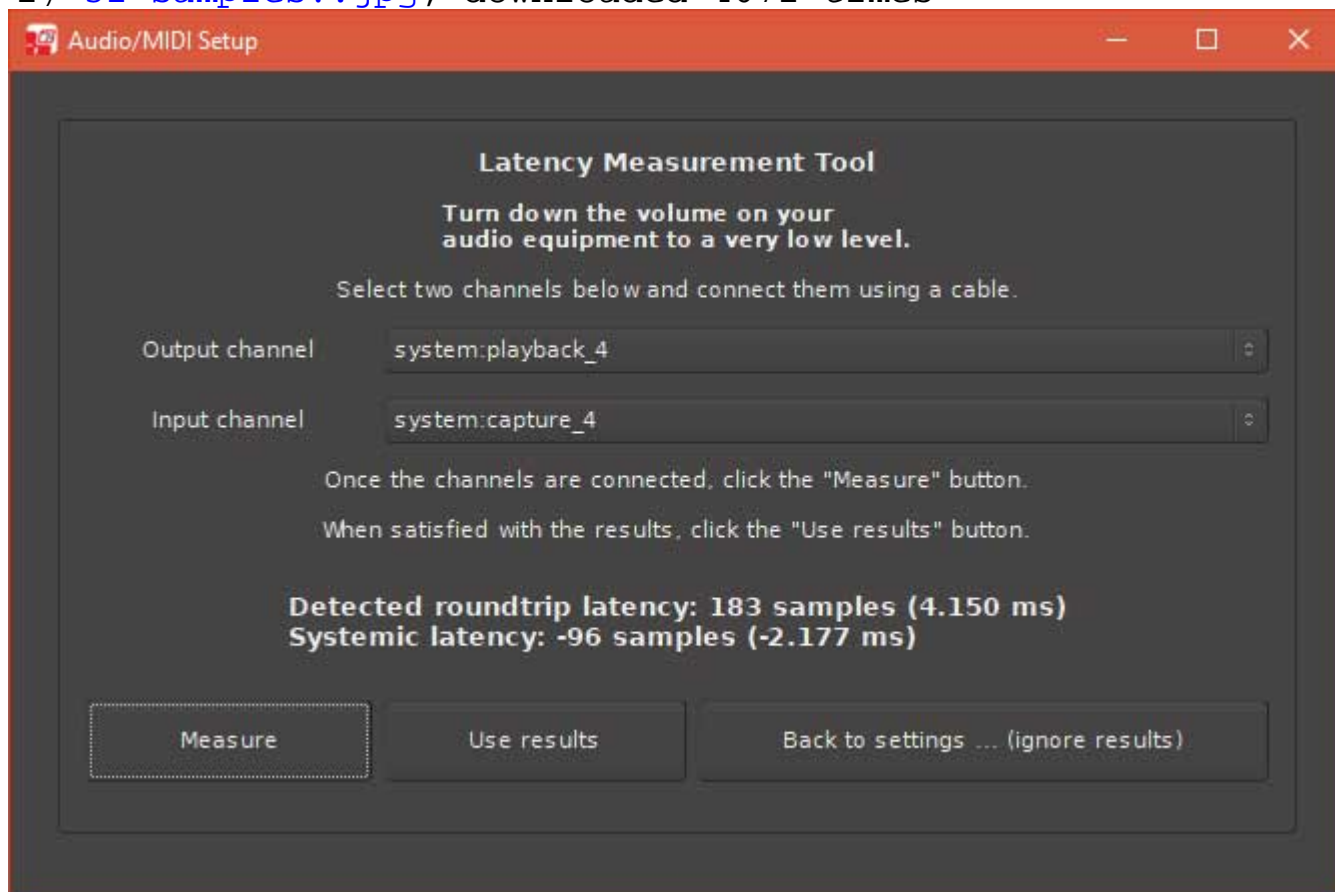 Audio/MIDI Setup
Latency Measurement Tool
Turn down the volume on your
audio equipment to a very low level.
Select two channels below and connect them using a cable.
Output channel system:playback_4
Input channel system:capture_4
Once the channels are connected, click the "Measure" button.
When satisfied with the results, click the "Use results" button.
Detected roundtrip latency: 183 samples (4.150 ms)
Systemic latency: -96 samples (-2.177 ms)
Measure Use results Back to settings ... (ignore results)